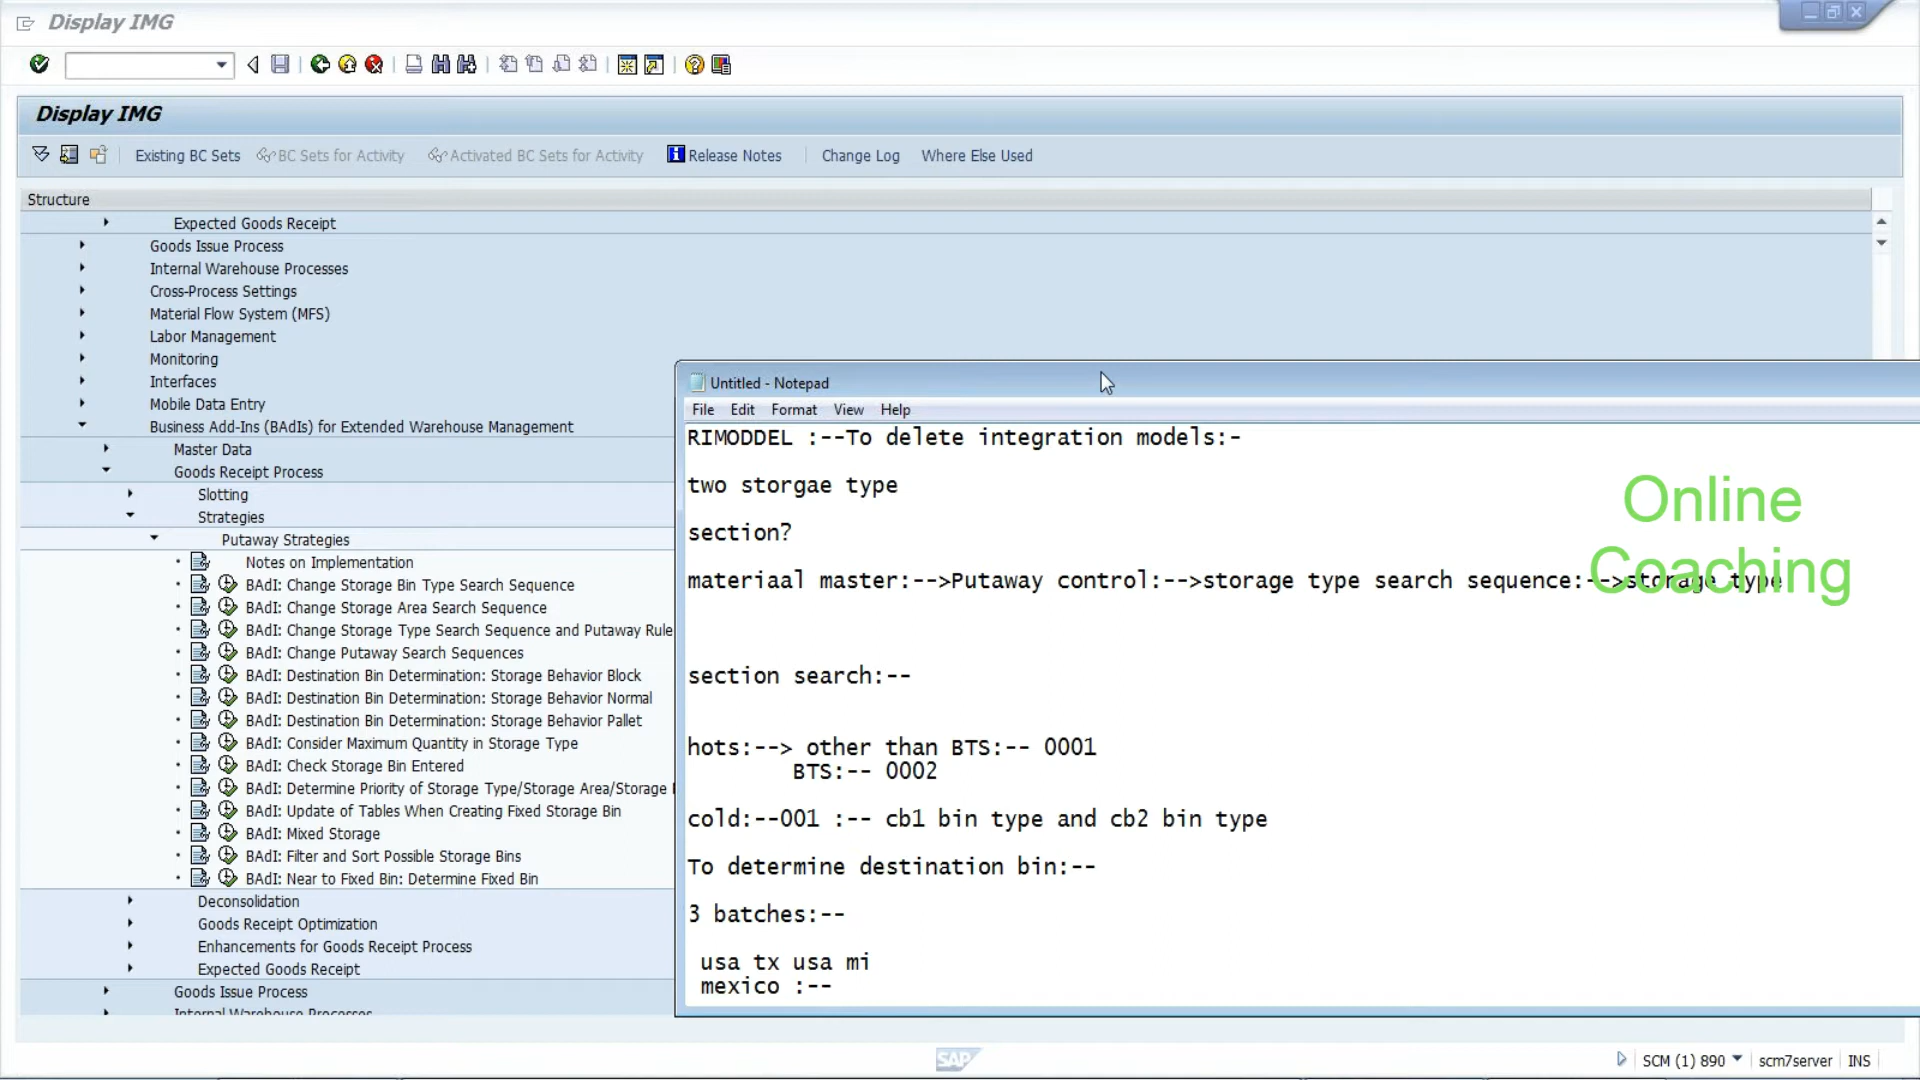 Display IMG
Display IMG
Existing BC Sets
BC Sets for Activity
Activated BC Sets for Activity
Release Notes
Change Log
Where Else Used
Structure
Expected Goods Receipt
Goods Issue Process
Internal Warehouse Processes
Cross-Process Settings
Material Flow System (MFS)
Labor Management
Monitoring
Interfaces
Mobile Data Entry
Business Add-Ins (BAdIs) for Extended Warehouse Management
Master Data
Goods Receipt Process
Slotting
Strategies
Putaway Strategies
Notes on Implementation
BAdI: Change Storage Bin Type Search Sequence
BAdI: Change Storage Area Search Sequence
BAdI: Change Storage Type Search Sequence and Putaway Rule
BAdI: Change Putaway Search Sequences
BAdI: Destination Bin Determination: Storage Behavior Block
BAdI: Destination Bin Determination: Storage Behavior Normal
BAdI: Destination Bin Determination: Storage Behavior Pallet
BAdI: Consider Maximum Quantity in Storage Type
BAdI: Check Storage Bin Entered
BAdI: Determine Priority of Storage Type/Storage Area/Storage
BAdI: Update of Tables When Creating Fixed Storage Bin
BAdI: Mixed Storage
BAdI: Filter and Sort Possible Storage Bins
BAdI: Near to Fixed Bin: Determine Fixed Bin
Deconsolidation
Goods Receipt Optimization
Enhancements for Goods Receipt Process
Expected Goods Receipt
Goods Issue Process
Internal Warehouse Processes
Untitled - Notepad
File Edit Format View Help
RIMODDEL :--To delete integration models:-
two storgae type
section?
materiaal master:-->Putaway control:-->storage type search sequence:-->storage type
section search:--
hots:--> other than BTS:-- 0001
BTS:-- 0002
cold:--001 :-- cb1 bin type and cb2 bin type
To determine destination bin:--
3 batches:--
usa tx usa mi
mexico :--
Online
Coaching
SAP
SCM (1) 890
scm7server
INS